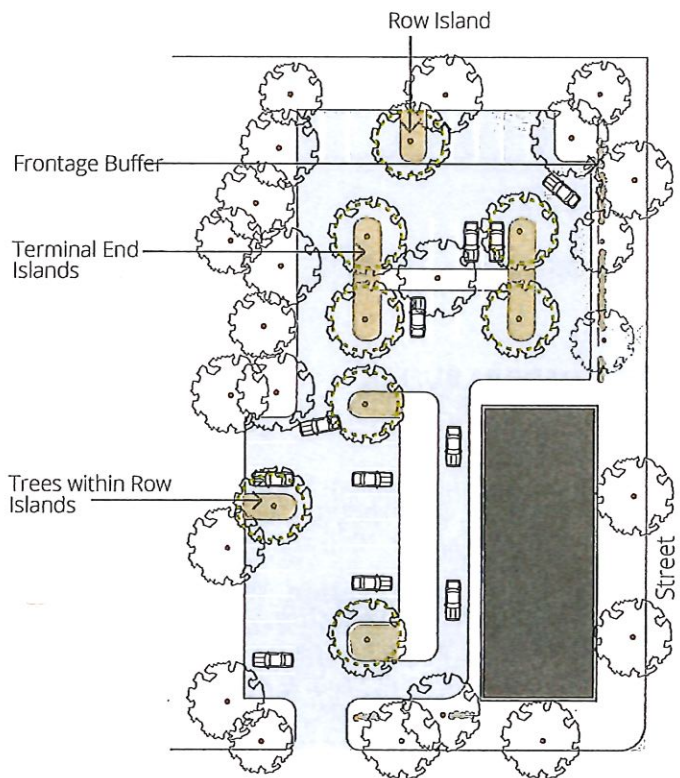 Row Island
Frontage Buffer
Terminal End
Islands
Trees within Row
Islands
Street